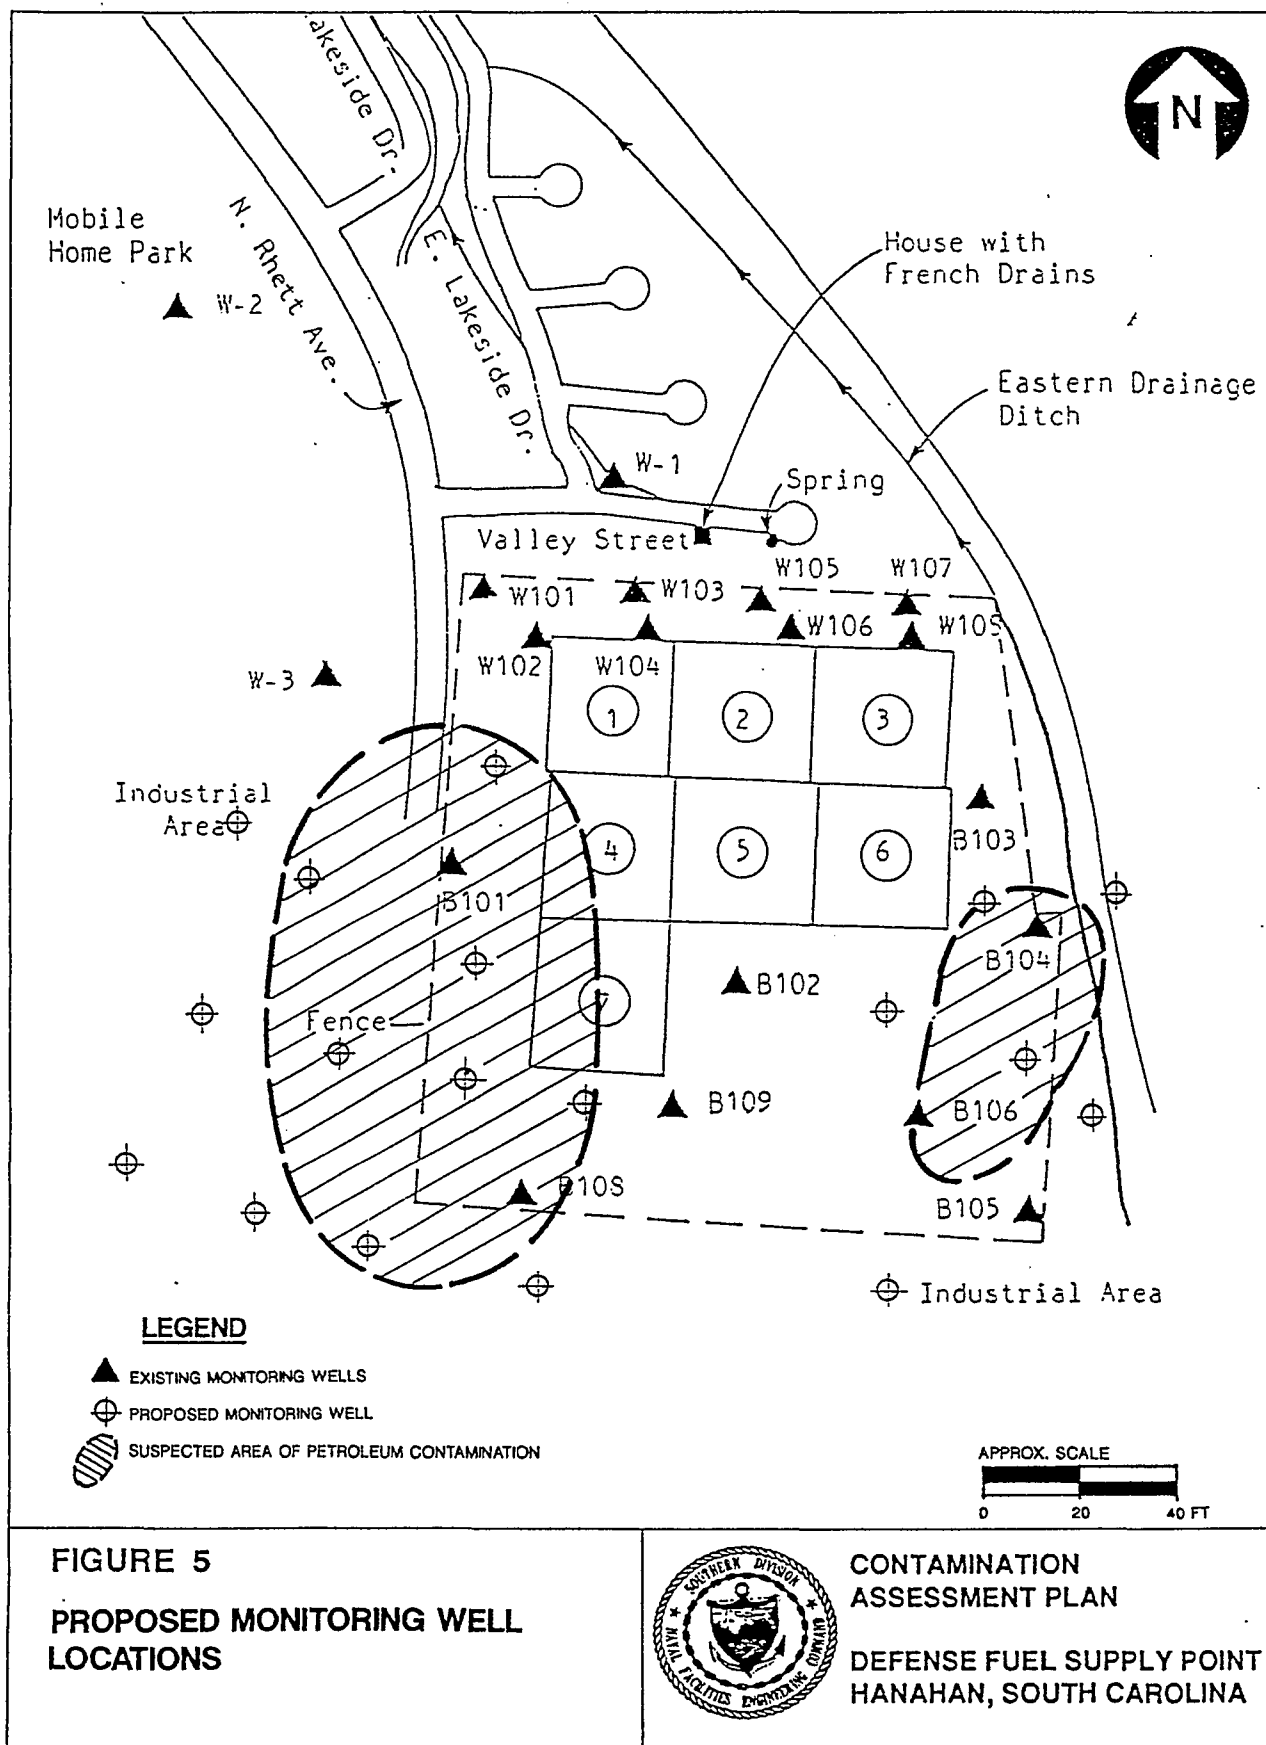 Lakeside Dr.
N
Mobile
Home Park
W-2
N. Rhett Ave.
E. Lakeside Dr.
House with
French Drains
Eastern Drainage
Ditch
W-1
Spring
Valley Street
W105
W107
W101
W103
W106
W108
W102
W104
W-3
1
2
3
Industrial
Area
B103
4
5
6
B101
B104
B102
7
Fence
B109
B106
B108
B105
Industrial Area
LEGEND
EXISTING MONITORING WELLS
PROPOSED MONITORING WELL
SUSPECTED AREA OF PETROLEUM CONTAMINATION
APPROX. SCALE
0 20 40 FT
FIGURE 5
PROPOSED MONITORING WELL
LOCATIONS
SOUTHERN DIVISION
NAVAL FACILITIES ENGINEERING COMMAND
CONTAMINATION
ASSESSMENT PLAN
DEFENSE FUEL SUPPLY POINT
HANAHAN, SOUTH CAROLINA